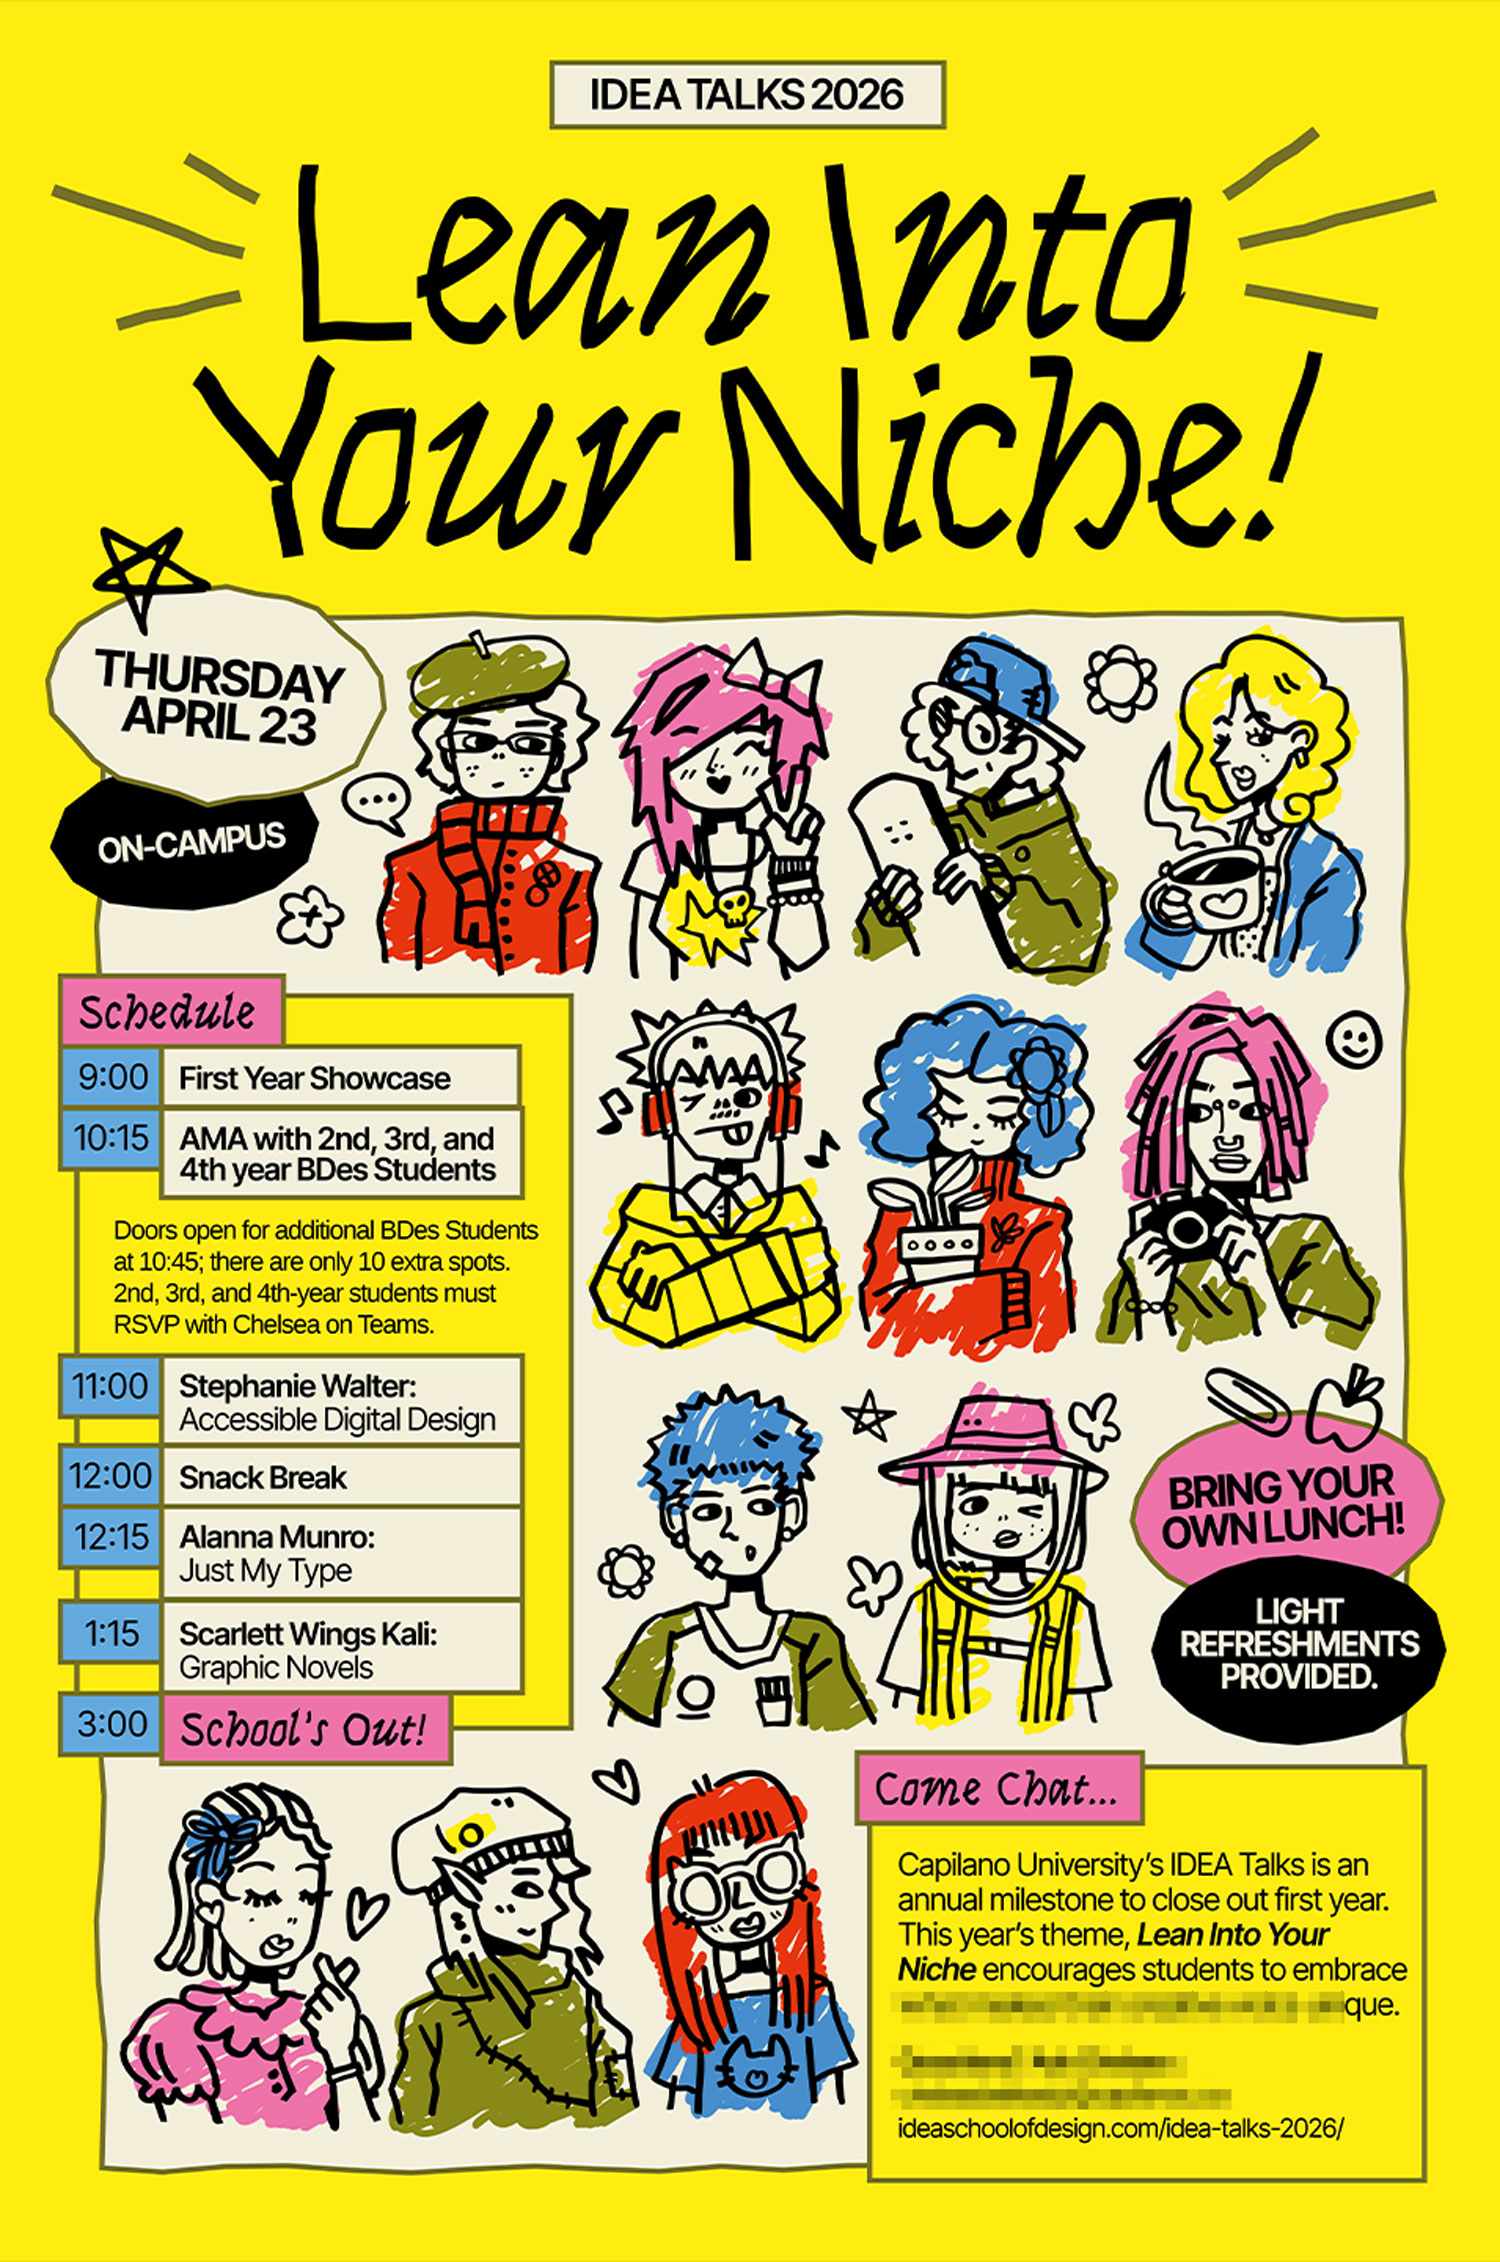 IDEA TALKS 2026
Lean Into
Your Niche!
THURSDAY
APRIL 23
ON-CAMPUS
Schedule
9:00 First Year Showcase
10:15 AMA with 2nd, 3rd, and
4th year BDes Students
Doors open for additional BDes Students
at 10:45; there are only 10 extra spots.
2nd, 3rd, and 4th-year students must
RSVP with Chelsea on Teams.
11:00 Stephanie Walter:
Accessible Digital Design
12:00 Snack Break
12:15 Alanna Munro:
Just My Type
1:15 Scarlett Wings Kali:
Graphic Novels
3:00 School's Out!
BRING YOUR
OWN LUNCH!
LIGHT
REFRESHMENTS
PROVIDED.
Come Chat...
Capilano University’s IDEA Talks is an
annual milestone to close out first year.
This year’s theme, Lean Into Your
Niche encourages students to embrace
ideaschoolofdesign.com/idea-talks-2026/